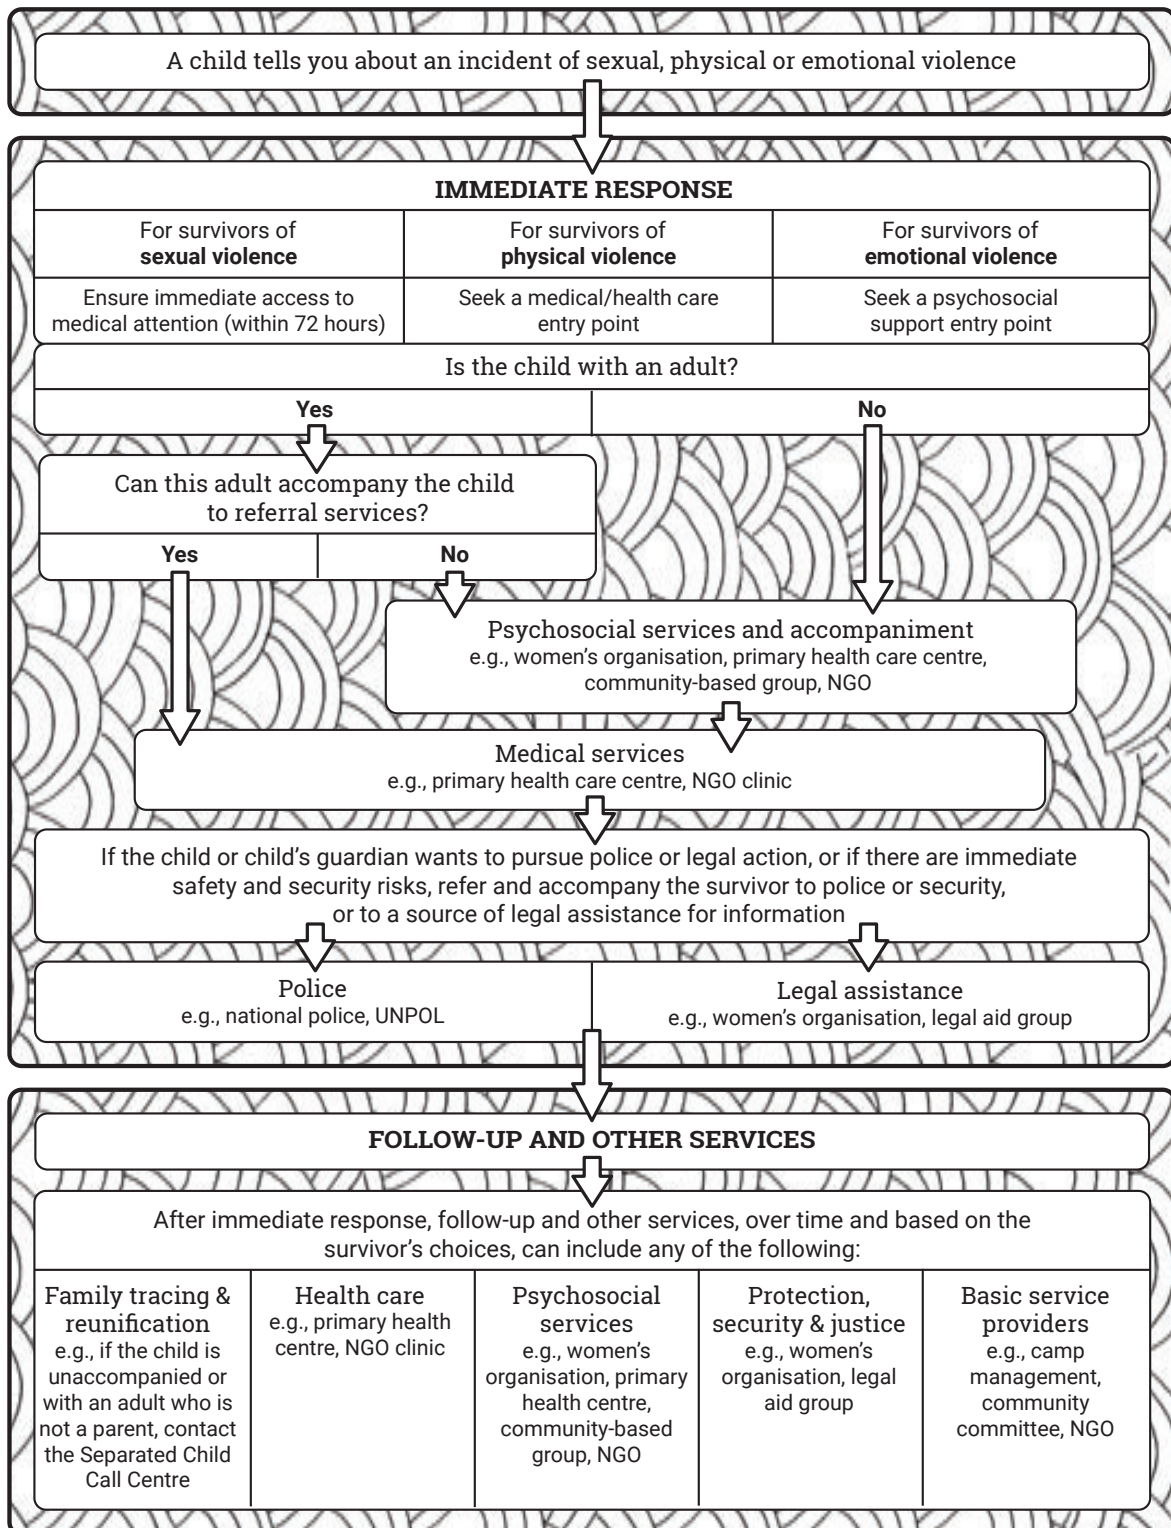 A child tells you about an incident of sexual, physical or emotional violence
IMMEDIATE RESPONSE
For survivors of
sexual violence
For survivors of
physical violence
For survivors of
emotional violence
Ensure immediate access to
medical attention (within 72 hours)
Seek a medical/health care
entry point
Seek a psychosocial
support entry point
Is the child with an adult?
Yes
No
Can this adult accompany the child
to referral services?
Yes
No
Psychosocial services and accompaniment
e.g., women's organisation, primary health care centre,
community-based group, NGO
Medical services
e.g., primary health care centre, NGO clinic
If the child or child's guardian wants to pursue police or legal action, or if there are immediate
safety and security risks, refer and accompany the survivor to police or security,
or to a source of legal assistance for information
Police
e.g., national police, UNPOL
Legal assistance
e.g., women's organisation, legal aid group
FOLLOW-UP AND OTHER SERVICES
After immediate response, follow-up and other services, over time and based on the
survivor's choices, can include any of the following:
Family tracing &
reunification
e.g., if the child is
unaccompanied or
with an adult who is
not a parent, contact
the Separated Child
Call Centre
Health care
e.g., primary health
centre, NGO clinic
Psychosocial
services
e.g., women's
organisation, primary
health centre,
community-based
group, NGO
Protection,
security & justice
e.g., women's
organisation, legal
aid group
Basic service
providers
e.g., camp
management,
community
committee, NGO